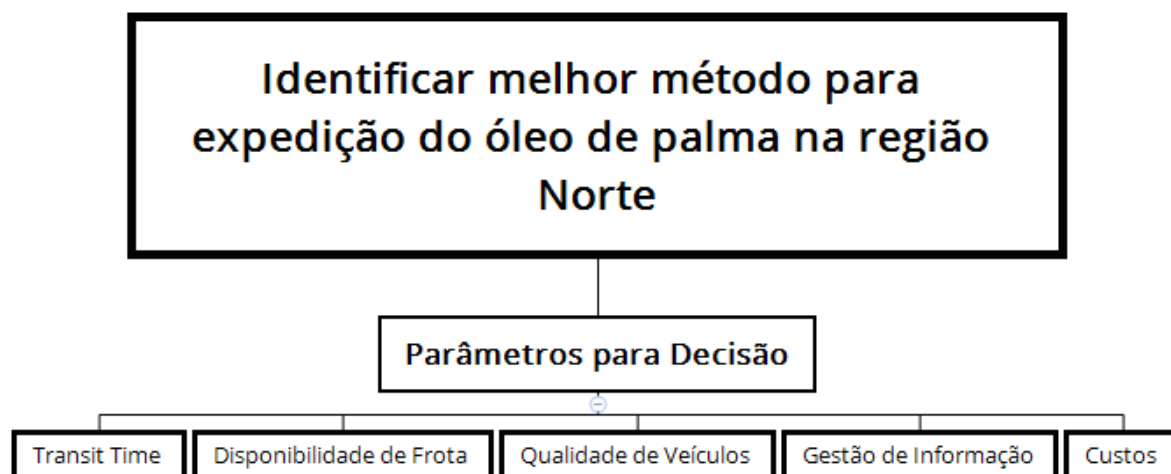 Identificar melhor método para
expedição do óleo de palma na região
Norte
Parâmetros para Decisão
Transit Time
Disponibilidade de Frota
Qualidade de Veículos
Gestão de Informação
Custos